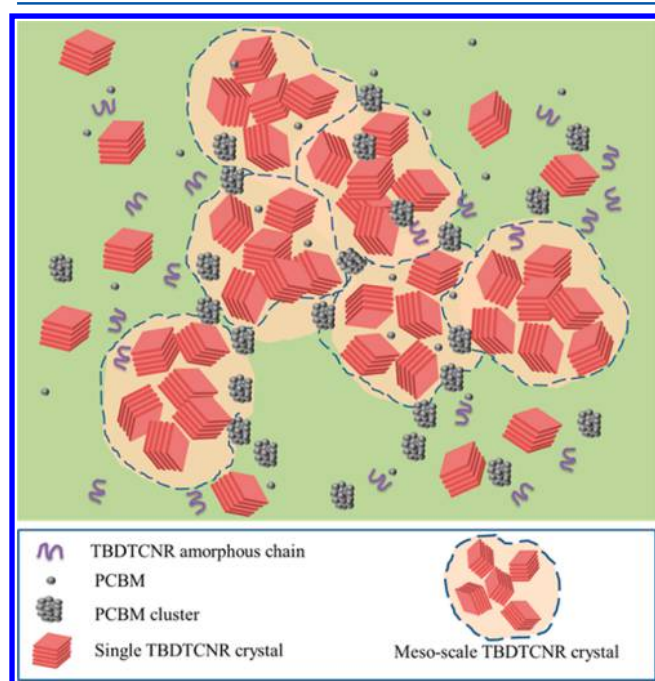 TBDTCNR amorphous chain
PCBM
PCBM cluster
Single TBDTCNR crystal
Meso-scale TBDTCNR crystal